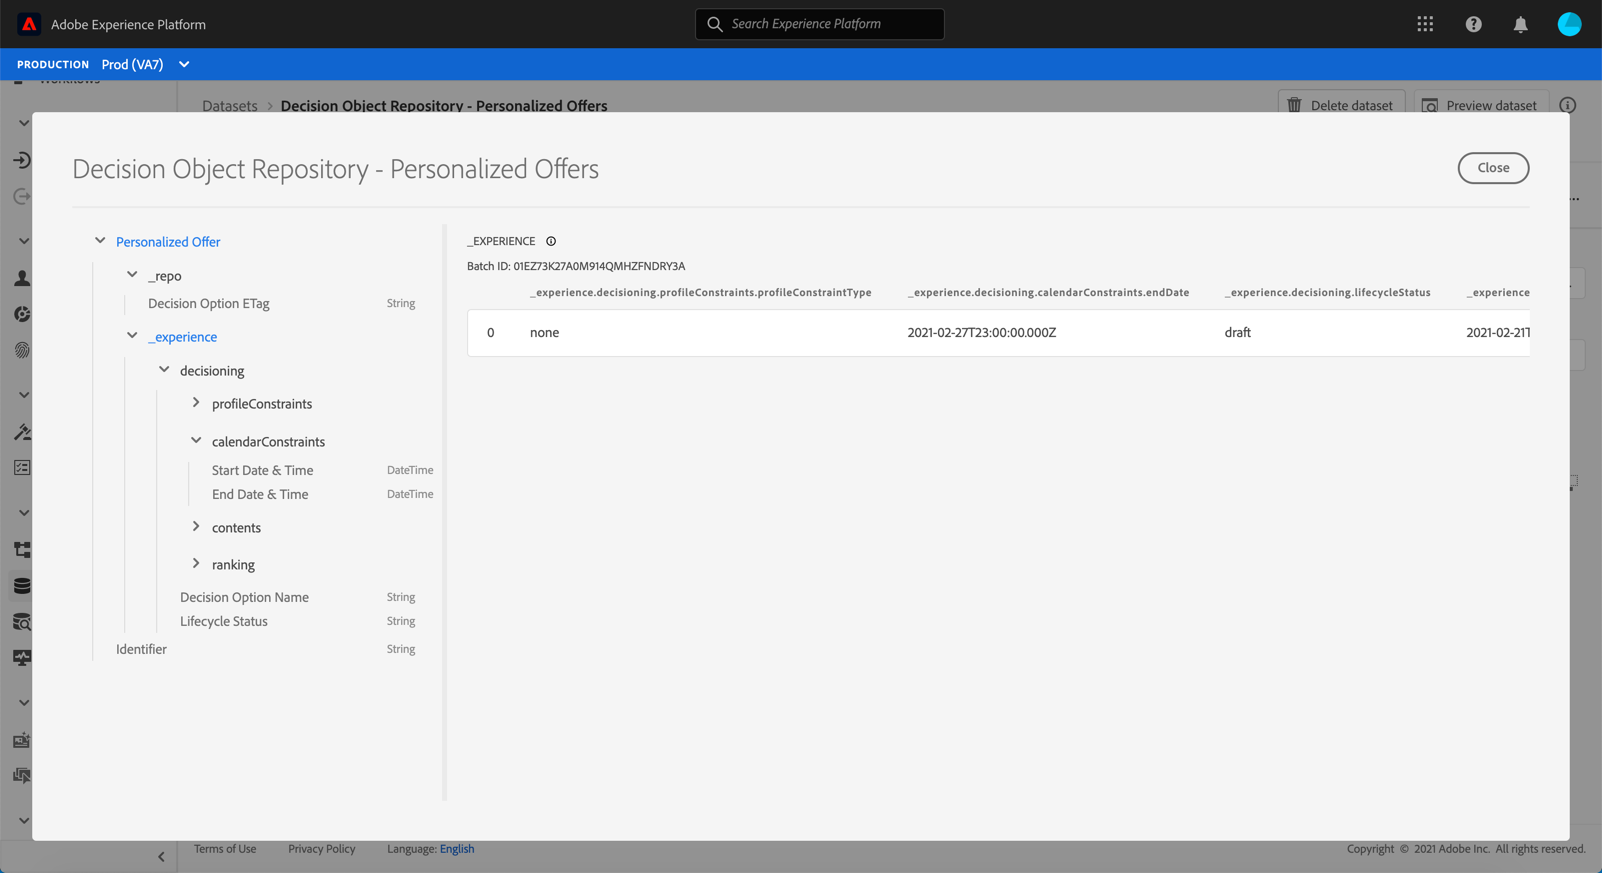 Adobe Experience Platform
Search Experience Platform
PRODUCTION Prod (VA7)
Workflows
Datasets > Decision Object Repository - Personalized Offers
Delete dataset
Preview dataset
Decision Object Repository - Personalized Offers
Close
Personalized Offer
_repo
Decision Option ETag String
_experience
decisioning
profileConstraints
calendarConstraints
Start Date & Time DateTime
End Date & Time DateTime
contents
ranking
Decision Option Name String
Lifecycle Status String
Identifier String
_EXPERIENCE
Batch ID: 01EZ73K27A0M914QMHZFNDRY3A
_experience.decisioning.profileConstraints.profileConstraintType _experience.decisioning.calendarConstraints.endDate _experience.decisioning.lifecycleStatus _experience
0 none 2021-02-27T23:00:00.000Z draft 2021-02-21T
Terms of Use Privacy Policy Language: English
Copyright © 2021 Adobe Inc. All rights reserved.